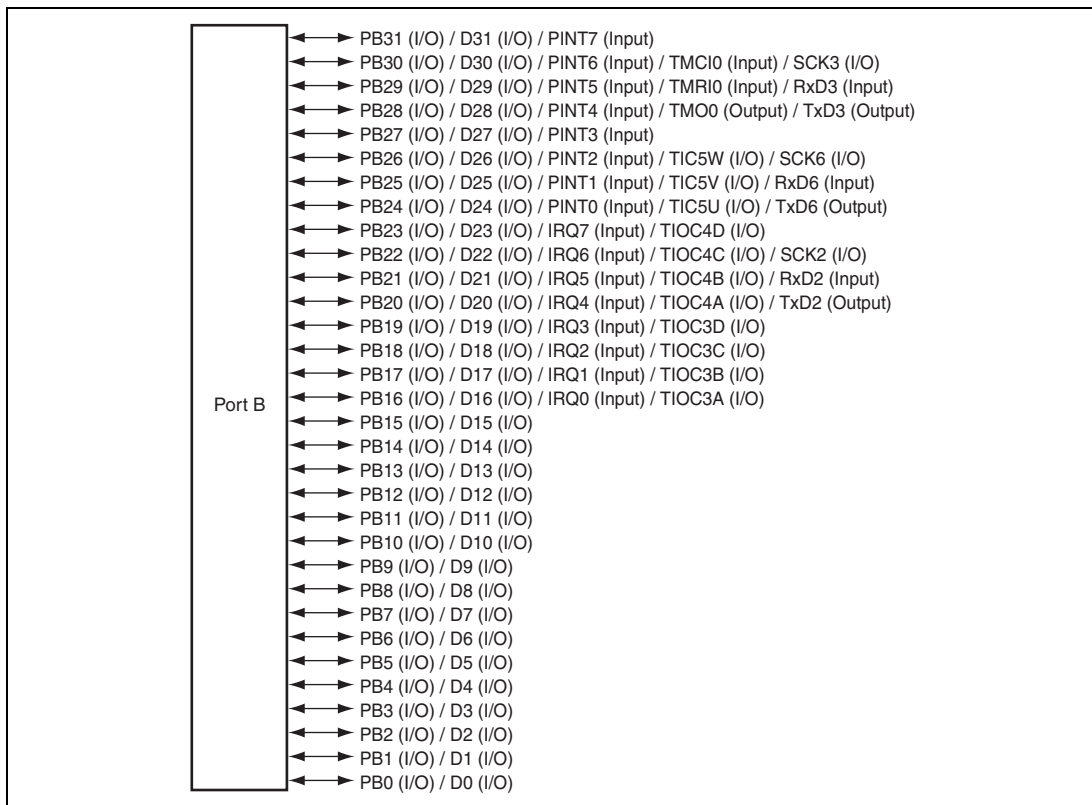 PB31 (I/O) / D31 (I/O) / PINT7 (Input)
PB30 (I/O) / D30 (I/O) / PINT6 (Input) / TMCI0 (Input) / SCK3 (I/O)
PB29 (I/O) / D29 (I/O) / PINT5 (Input) / TMRI0 (Input) / RxD3 (Input)
PB28 (I/O) / D28 (I/O) / PINT4 (Input) / TMO0 (Output) / TxD3 (Output)
PB27 (I/O) / D27 (I/O) / PINT3 (Input)
PB26 (I/O) / D26 (I/O) / PINT2 (Input) / TIC5W (I/O) / SCK6 (I/O)
PB25 (I/O) / D25 (I/O) / PINT1 (Input) / TIC5V (I/O) / RxD6 (Input)
PB24 (I/O) / D24 (I/O) / PINT0 (Input) / TIC5U (I/O) / TxD6 (Output)
PB23 (I/O) / D23 (I/O) / IRQ7 (Input) / TIOC4D (I/O)
PB22 (I/O) / D22 (I/O) / IRQ6 (Input) / TIOC4C (I/O) / SCK2 (I/O)
PB21 (I/O) / D21 (I/O) / IRQ5 (Input) / TIOC4B (I/O) / RxD2 (Input)
PB20 (I/O) / D20 (I/O) / IRQ4 (Input) / TIOC4A (I/O) / TxD2 (Output)
PB19 (I/O) / D19 (I/O) / IRQ3 (Input) / TIOC3D (I/O)
PB18 (I/O) / D18 (I/O) / IRQ2 (Input) / TIOC3C (I/O)
PB17 (I/O) / D17 (I/O) / IRQ1 (Input) / TIOC3B (I/O)
PB16 (I/O) / D16 (I/O) / IRQ0 (Input) / TIOC3A (I/O)
Port B
PB15 (I/O) / D15 (I/O)
PB14 (I/O) / D14 (I/O)
PB13 (I/O) / D13 (I/O)
PB12 (I/O) / D12 (I/O)
PB11 (I/O) / D11 (I/O)
PB10 (I/O) / D10 (I/O)
PB9 (I/O) / D9 (I/O)
PB8 (I/O) / D8 (I/O)
PB7 (I/O) / D7 (I/O)
PB6 (I/O) / D6 (I/O)
PB5 (I/O) / D5 (I/O)
PB4 (I/O) / D4 (I/O)
PB3 (I/O) / D3 (I/O)
PB2 (I/O) / D2 (I/O)
PB1 (I/O) / D1 (I/O)
PB0 (I/O) / D0 (I/O)